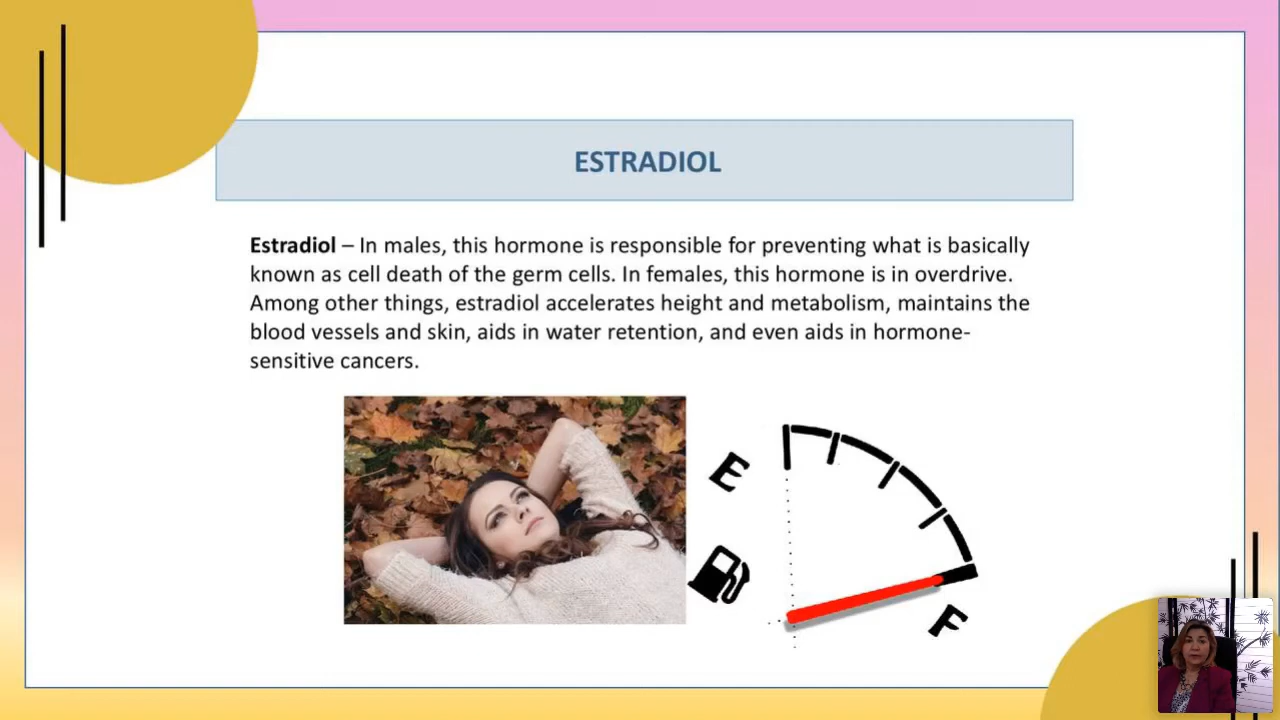 ESTRADIOL
Estradiol – In males, this hormone is responsible for preventing what is basically
known as cell death of the germ cells. In females, this hormone is in overdrive.
Among other things, estradiol accelerates height and metabolism, maintains the
blood vessels and skin, aids in water retention, and even aids in hormone-
sensitive cancers.
E
F